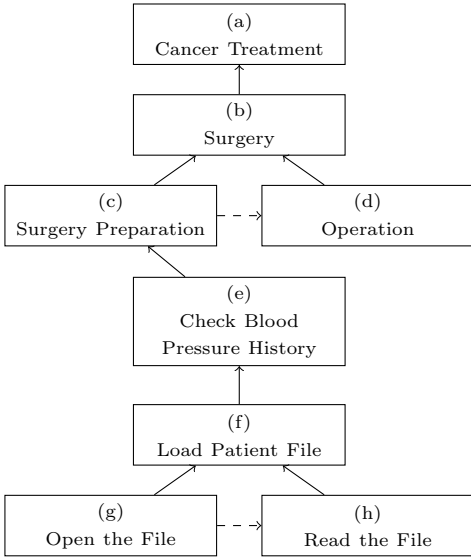 (a)
Cancer Treatment
(b)
Surgery
(c)
Surgery Preparation
(d)
Operation
(e)
Check Blood
Pressure History
(f)
Load Patient File
(g)
Open the File
(h)
Read the File